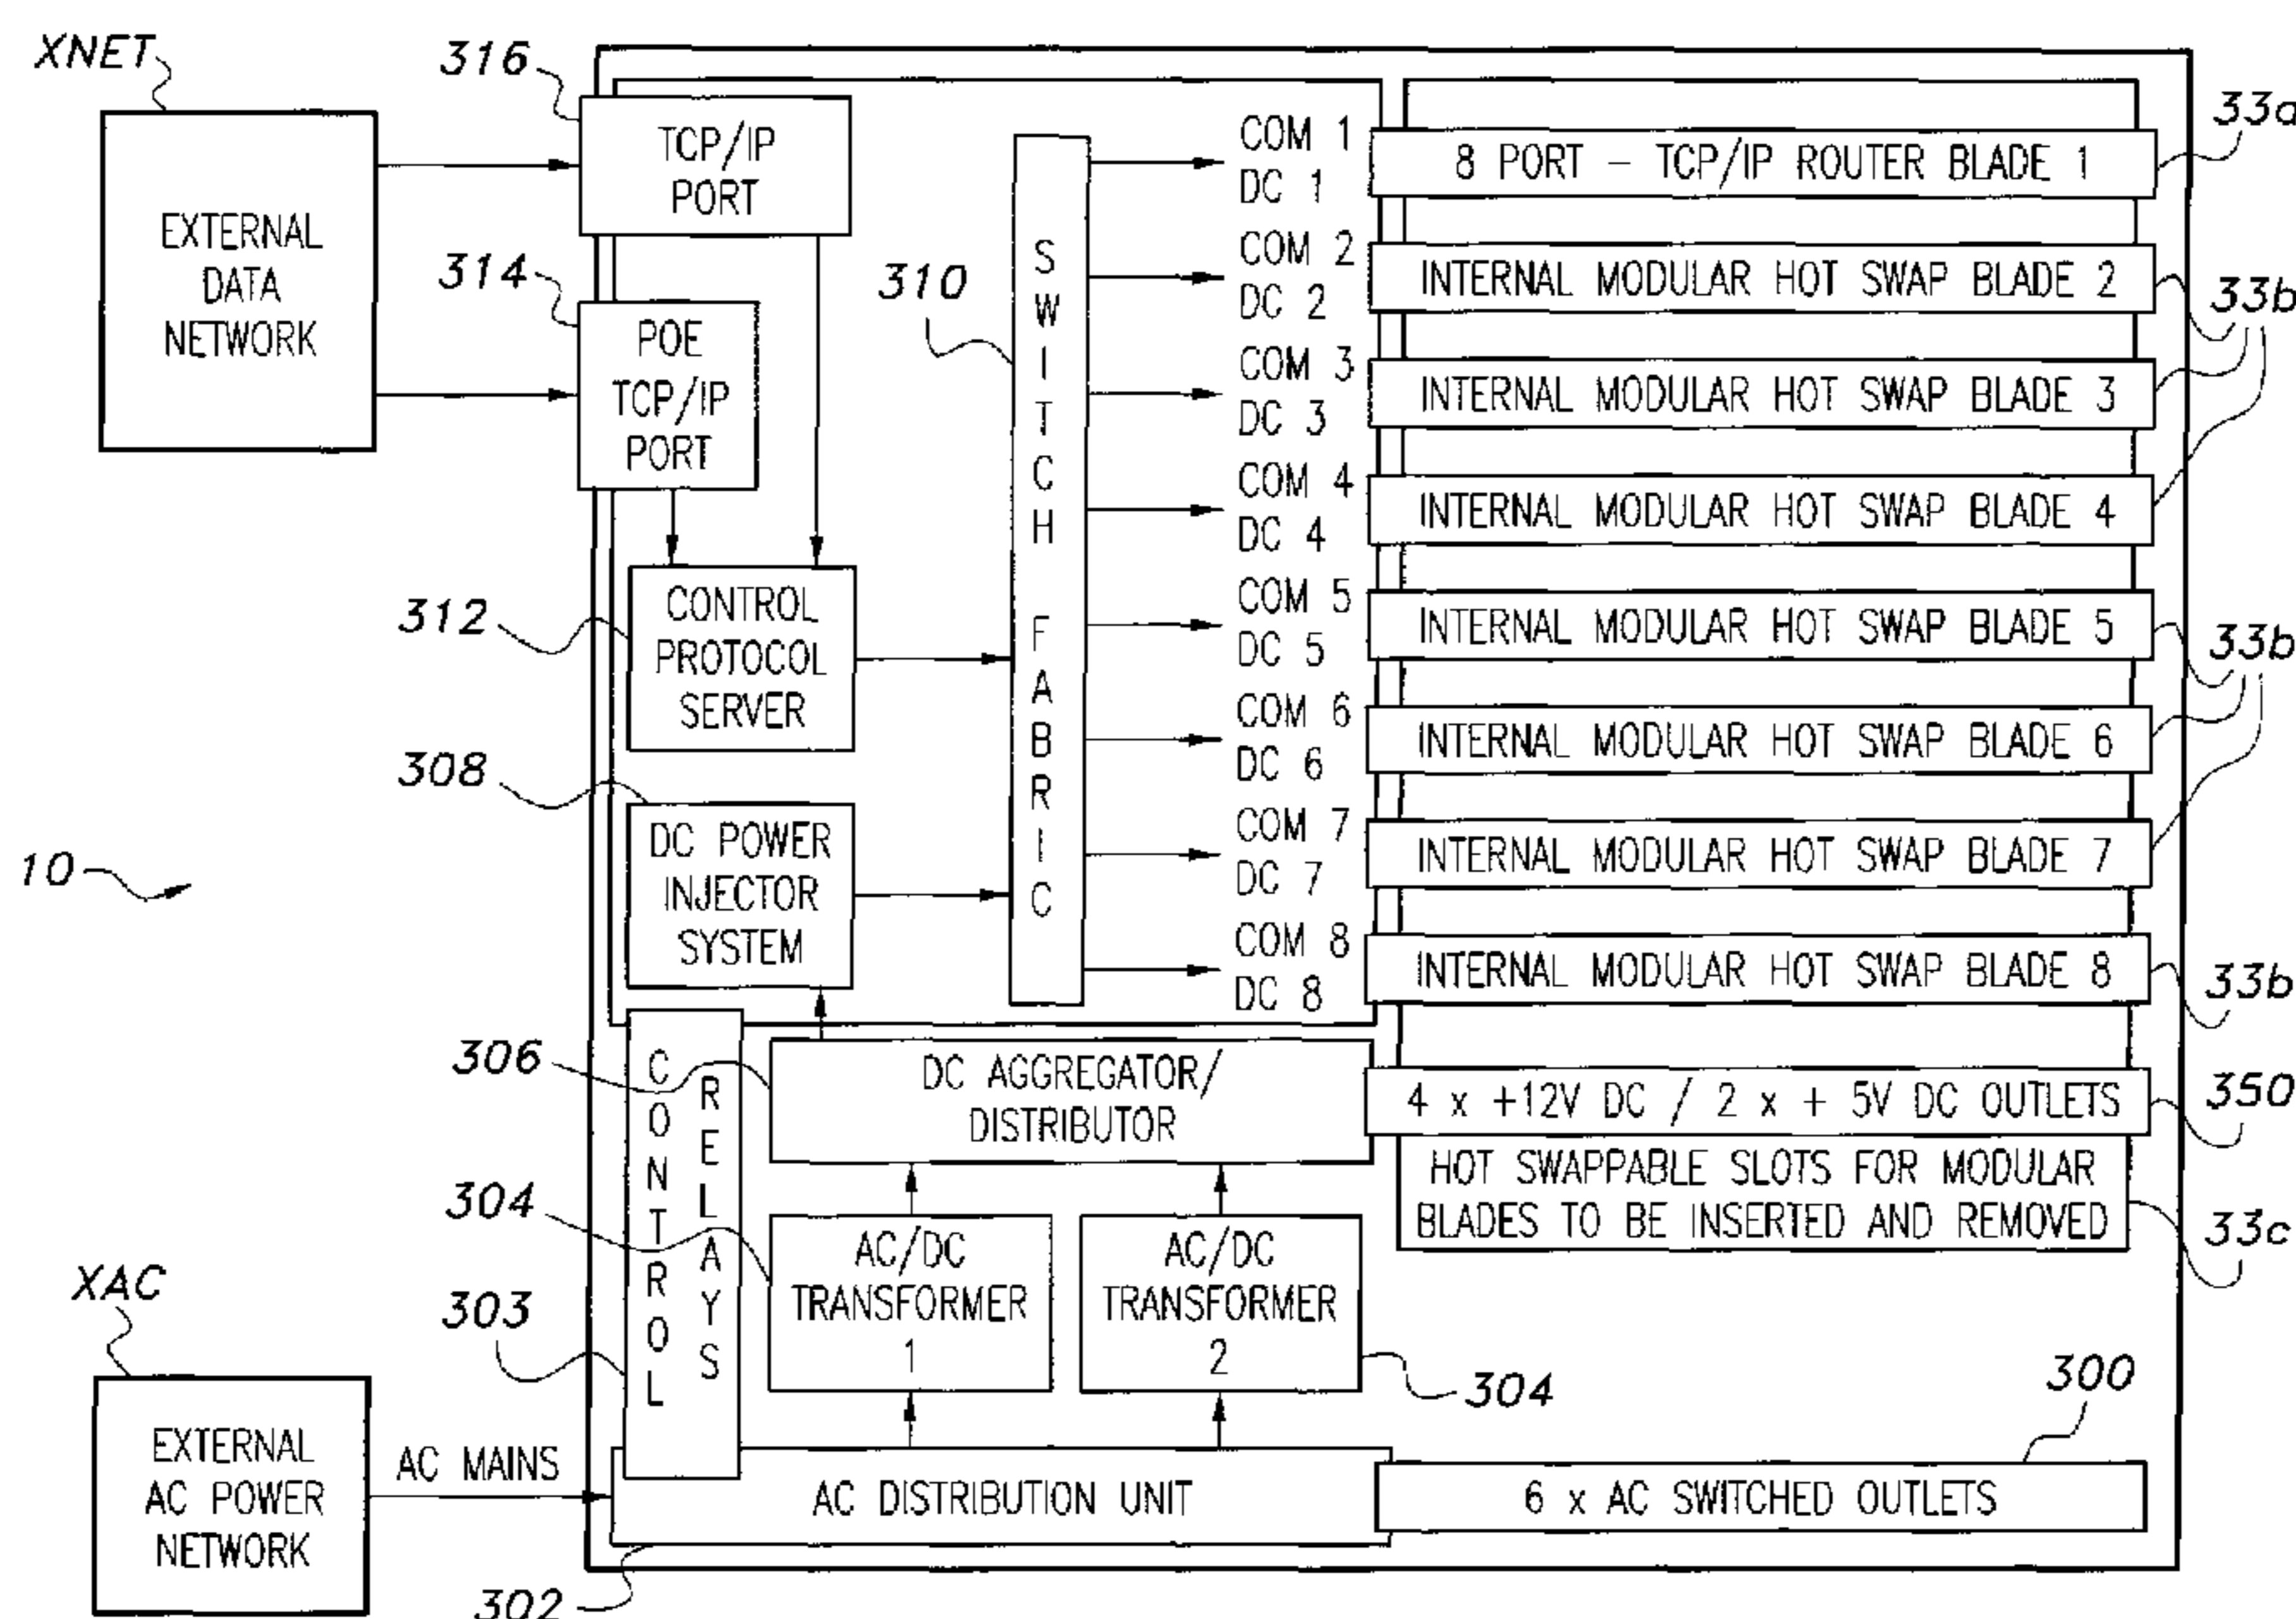 XNET
316
TCP/IP
PORT
EXTERNAL
DATA
NETWORK
314
POE
TCP/IP
PORT
310
SWITCH FABRIC
312
CONTROL
PROTOCOL
SERVER
308
DC POWER
INJECTOR
SYSTEM
10
COM 1
DC 1
COM 2
DC 2
COM 3
DC 3
COM 4
DC 4
COM 5
DC 5
COM 6
DC 6
COM 7
DC 7
COM 8
DC 8
8 PORT - TCP/IP ROUTER BLADE 1
33a
INTERNAL MODULAR HOT SWAP BLADE 2
INTERNAL MODULAR HOT SWAP BLADE 3
33b
INTERNAL MODULAR HOT SWAP BLADE 4
INTERNAL MODULAR HOT SWAP BLADE 5
33b
INTERNAL MODULAR HOT SWAP BLADE 6
INTERNAL MODULAR HOT SWAP BLADE 7
INTERNAL MODULAR HOT SWAP BLADE 8
33b
306
CONTROL
RELAYS
DC AGGREGATOR/
DISTRIBUTOR
4 x +12V DC / 2 x + 5V DC OUTLETS
350
HOT SWAPPABLE SLOTS FOR MODULAR
BLADES TO BE INSERTED AND REMOVED
33c
304
AC/DC
TRANSFORMER
1
AC/DC
TRANSFORMER
2
304
303
XAC
EXTERNAL
AC POWER
NETWORK
AC MAINS
AC DISTRIBUTION UNIT
302
300
6 x AC SWITCHED OUTLETS